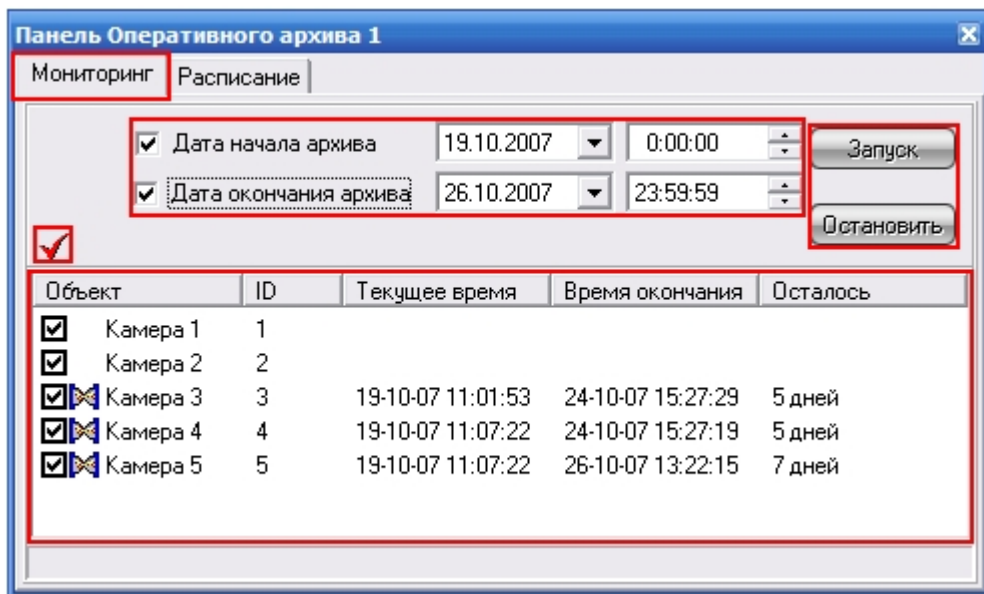 Панель Оперативного архива 1
Мониторинг Расписание
Дата начала архива 19.10.2007 0:00:00 Запуск
Дата окончания архива 26.10.2007 23:59:59
Остановить
Объект ID Текущее время Время окончания Осталось
Камера 1 1
Камера 2 2
Камера 3 3 19-10-07 11:01:53 24-10-07 15:27:29 5 дней
Камера 4 4 19-10-07 11:07:22 24-10-07 15:27:19 5 дней
Камера 5 5 19-10-07 11:07:22 26-10-07 13:22:15 7 дней